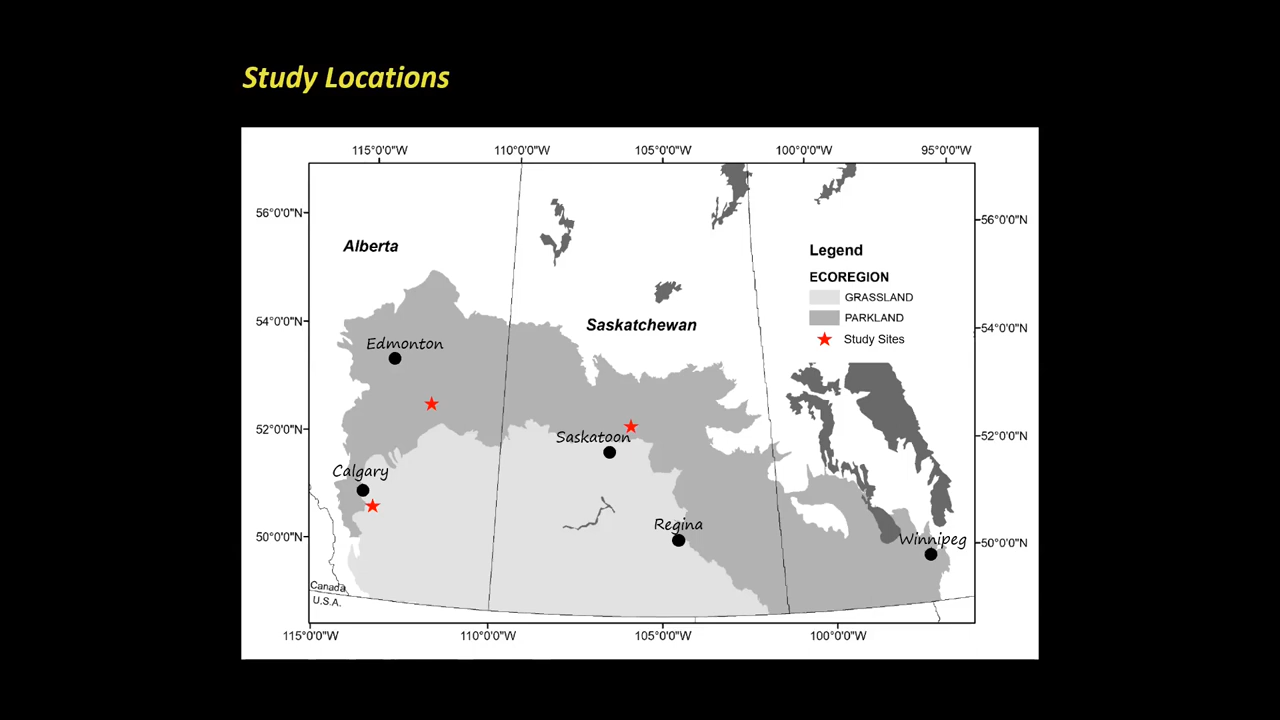 Study Locations
115°0'0"W 110°0'0"W 105°0'0"W 100°0'0"W 95°0'0"W
56°0'0"N
56°0'0"N
Alberta
Legend
ECOREGION
GRASSLAND
PARKLAND
Study Sites
54°0'0"N
Saskatchewan
54°0'0"N
Edmonton
52°0'0"N
Saskatoon
52°0'0"N
Calgary
Regina
50°0'0"N
Winnipeg
50°0'0"N
Canada
U.S.A.
115°0'0"W 110°0'0"W 105°0'0"W 100°0'0"W